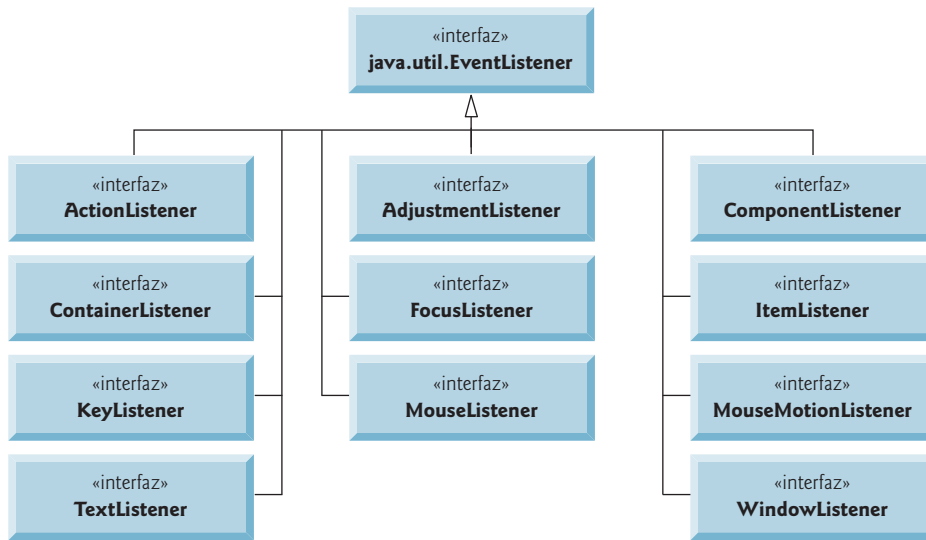 «interfaz»
java.util.EventListener
«interfaz»
ActionListener
«interfaz»
AdjustmentListener
«interfaz»
ComponentListener
«interfaz»
ContainerListener
«interfaz»
FocusListener
«interfaz»
ItemListener
«interfaz»
KeyListener
«interfaz»
MouseListener
«interfaz»
MouseMotionListener
«interfaz»
TextListener
«interfaz»
WindowListener